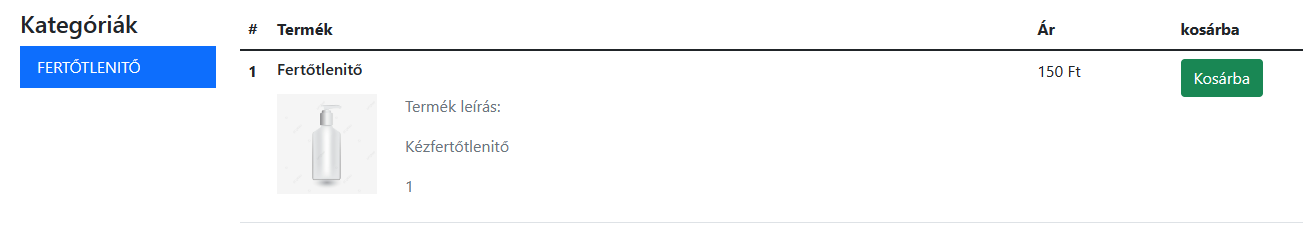 Kategóriák
FERTŐTLENITŐ
# Termék Ár kosárba
1 Fertőtlenitő 150 Ft Kosárba
Termék leírás:
Kézfertőtlenitő
1